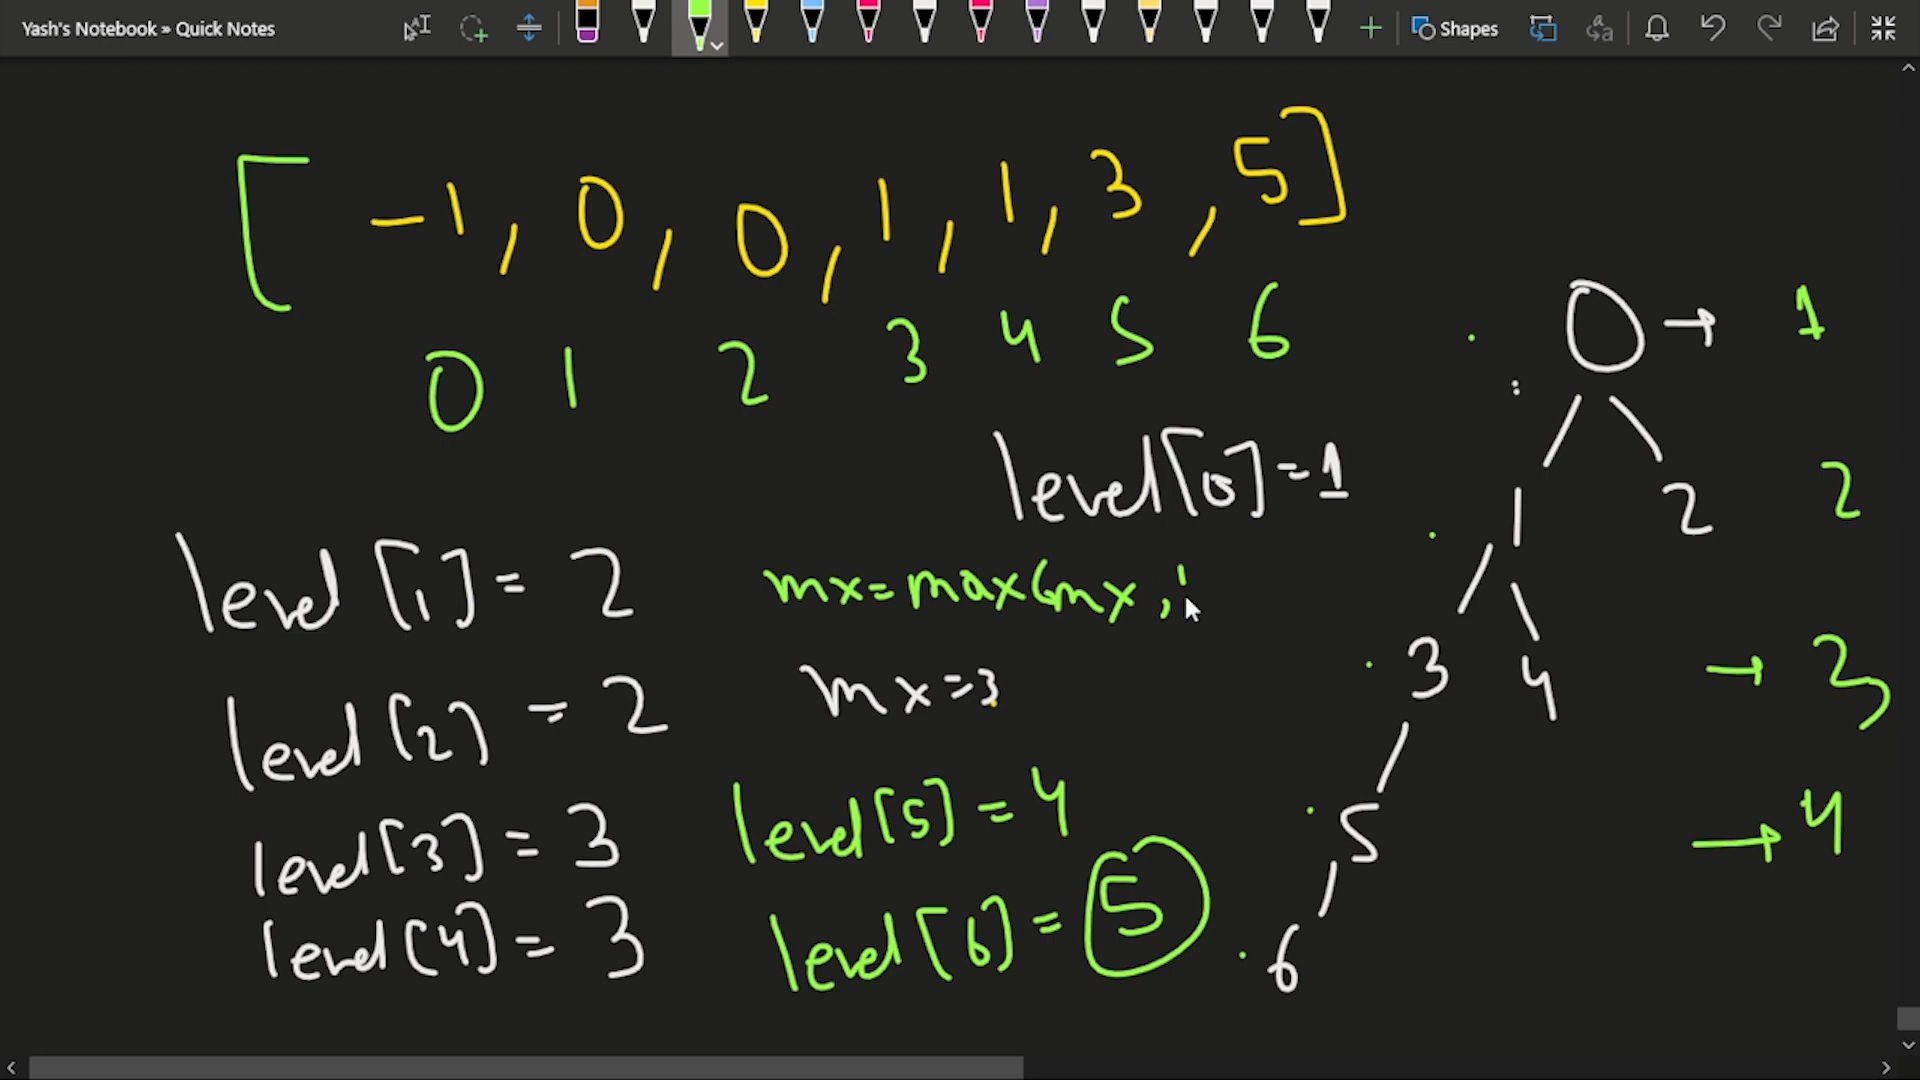 Yash's Notebook » Quick Notes
Shapes
[ -1, 0, 0, 1, 1, 3, 5]
0 1 2 3 4 5 6
0 → 1
level[0]=1
1 2 2
level[1] = 2
mx=max(mx,
3 4 → 3
level(2) = 2
mx=3
level[3] = 3
level[5] = 4
5 → 4
level(4) = 3
level[6] = 5
6